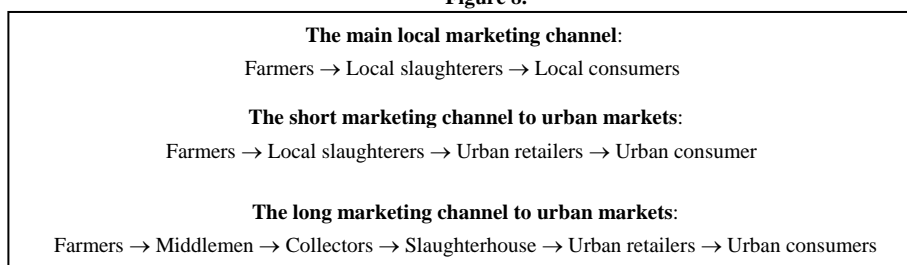 Figure 8.
The main local marketing channel:
Farmers → Local slaughterers → Local consumers
The short marketing channel to urban markets:
Farmers → Local slaughterers → Urban retailers → Urban consumer
The long marketing channel to urban markets:
Farmers → Middlemen → Collectors → Slaughterhouse → Urban retailers → Urban consumers